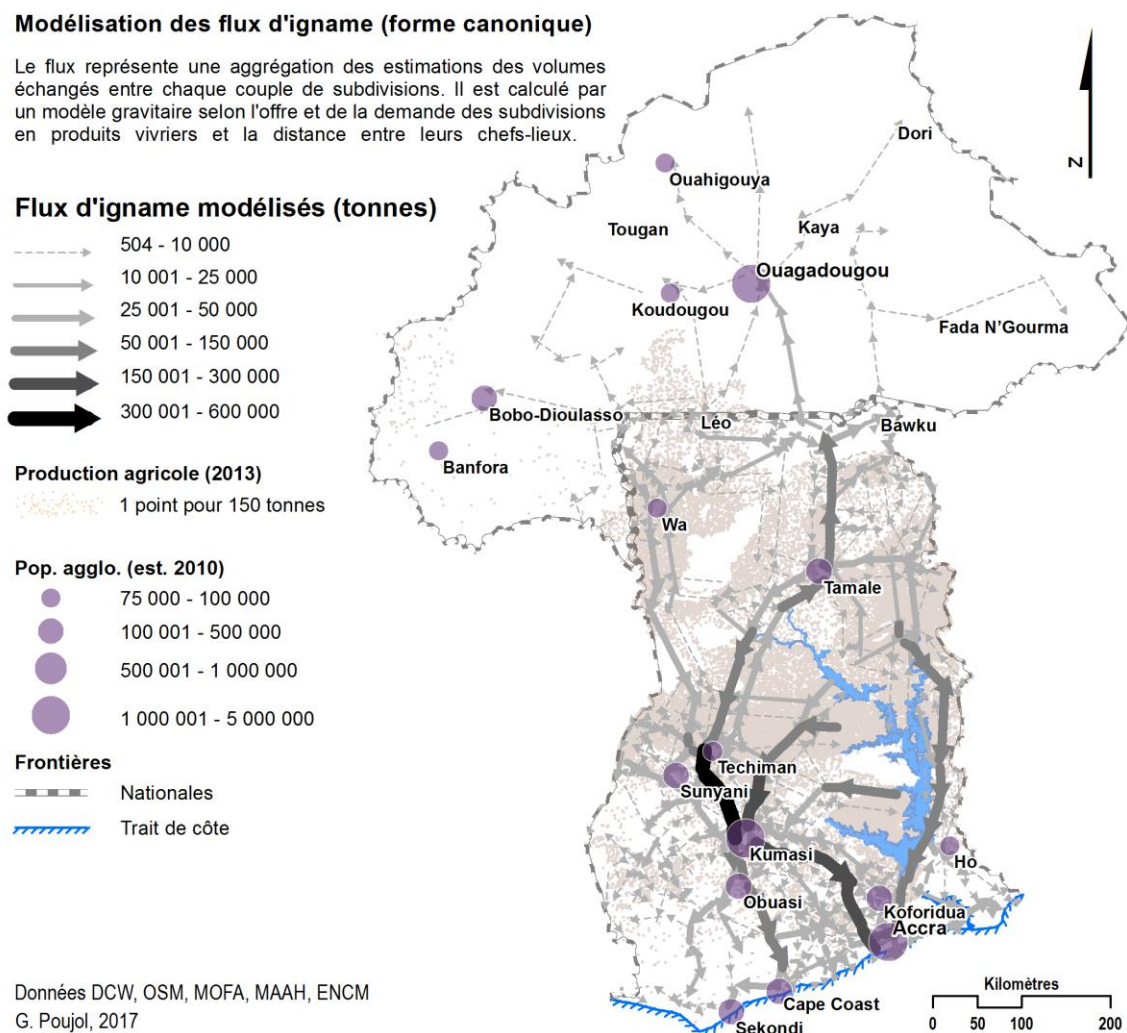 Modélisation des flux d'igname (forme canonique)
Le flux représente une aggrégation des estimations des volumes
échangés entre chaque couple de subdivisions. Il est calculé par
un modèle gravitaire selon l'offre et de la demande des subdivisions
en produits vivriers et la distance entre leurs chefs-lieux.
Flux d'igname modélisés (tonnes)
504 - 10 000
10 001 - 25 000
25 001 - 50 000
50 001 - 150 000
150 001 - 300 000
300 001 - 600 000
Production agricole (2013)
1 point pour 150 tonnes
Pop. agglo. (est. 2010)
75 000 - 100 000
100 001 - 500 000
500 001 - 1 000 000
1 000 001 - 5 000 000
Frontières
Nationales
Trait de côte
Données DCW, OSM, MOFA, MAAH, ENCM
G. Poujol, 2017
N
Dori
Ouahigouya
Tougan
Kaya
Ouagadougou
Koudougou
Fada N'Gourma
Bobo-Dioulasso
Léo
Bawku
Banfora
Wa
Tamale
Techiman
Sunyani
Kumasi
Ho
Obuasi
Koforidua
Accra
Cape Coast
Sekondi
Kilomètres
0 50 100 200